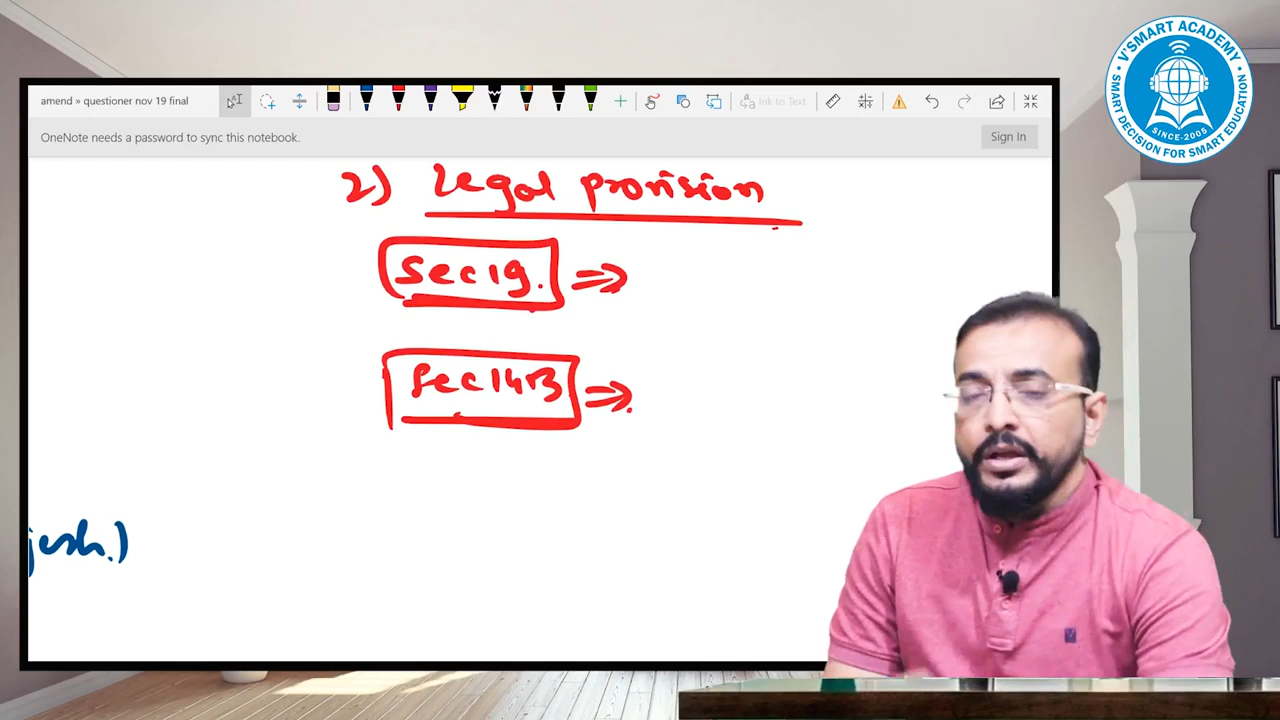 amend » questioner nov 19 final
Ink to Text
OneNote needs a password to sync this notebook.
Sign In
2) Legal provision
Sec 19. ⇒
Sec 143 ⇒
jesh.)
V'SMART ACADEMY
SINCE-2005
SMART DECISION FOR SMART EDUCATION